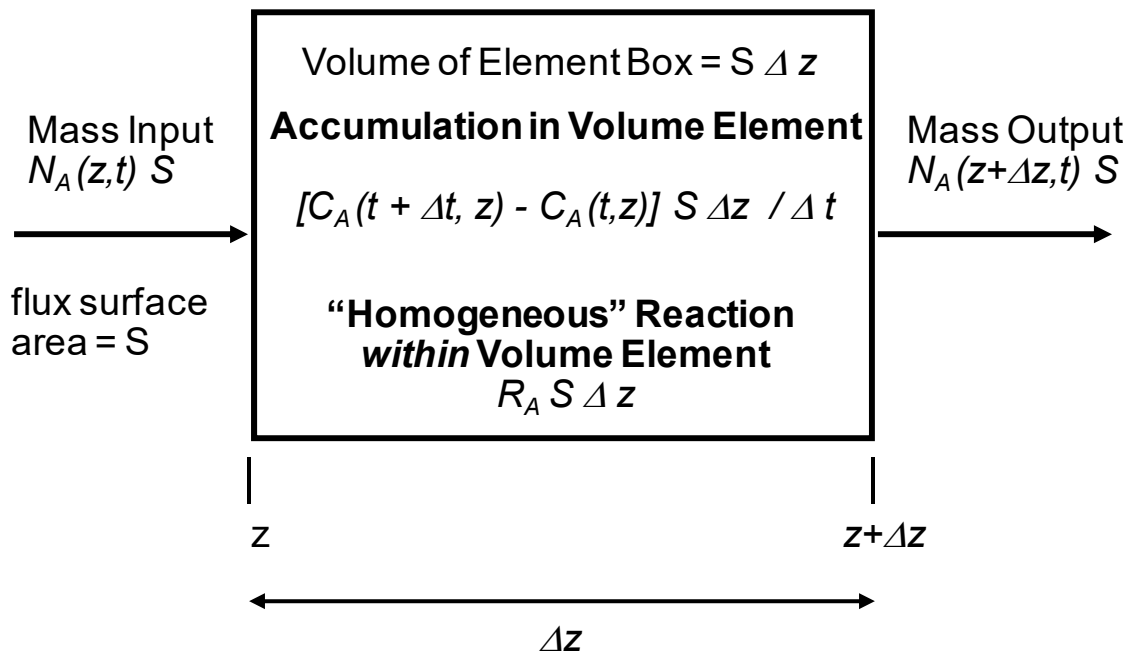 Volume of Element Box = S Δ z
Accumulation in Volume Element
Mass Input
N_A(z,t) S
[C_A(t + Δt, z) - C_A(t,z)] S Δz / Δ t
Mass Output
N_A(z+Δz,t) S
flux surface
area = S
“Homogeneous” Reaction
within Volume Element
R_A S Δ z
z
z+Δz
Δz